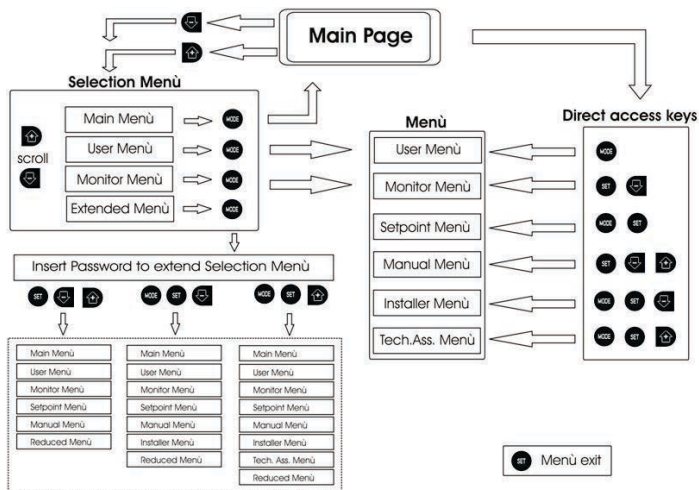 Main Page
Selection Menù
Main Menù
MODE
User Menù
MODE
scroll
Monitor Menù
MODE
Extended Menù
MODE
Insert Password to extend Selection Menù
SET
MODE SET
MODE SET
Main Menù
User Menù
Monitor Menù
Setpoint Menù
Manual Menù
Reduced Menù
Main Menù
User Menù
Monitor Menù
Setpoint Menù
Manual Menù
Installer Menù
Reduced Menù
Main Menù
User Menù
Monitor Menù
Setpoint Menù
Manual Menù
Installer Menù
Tech. Ass. Menù
Reduced Menù
Menù
User Menù
Monitor Menù
Setpoint Menù
Manual Menù
Installer Menù
Tech.Ass. Menù
Direct access keys
MODE
SET
MODE SET
SET
MODE SET
MODE SET
SET Menù exit